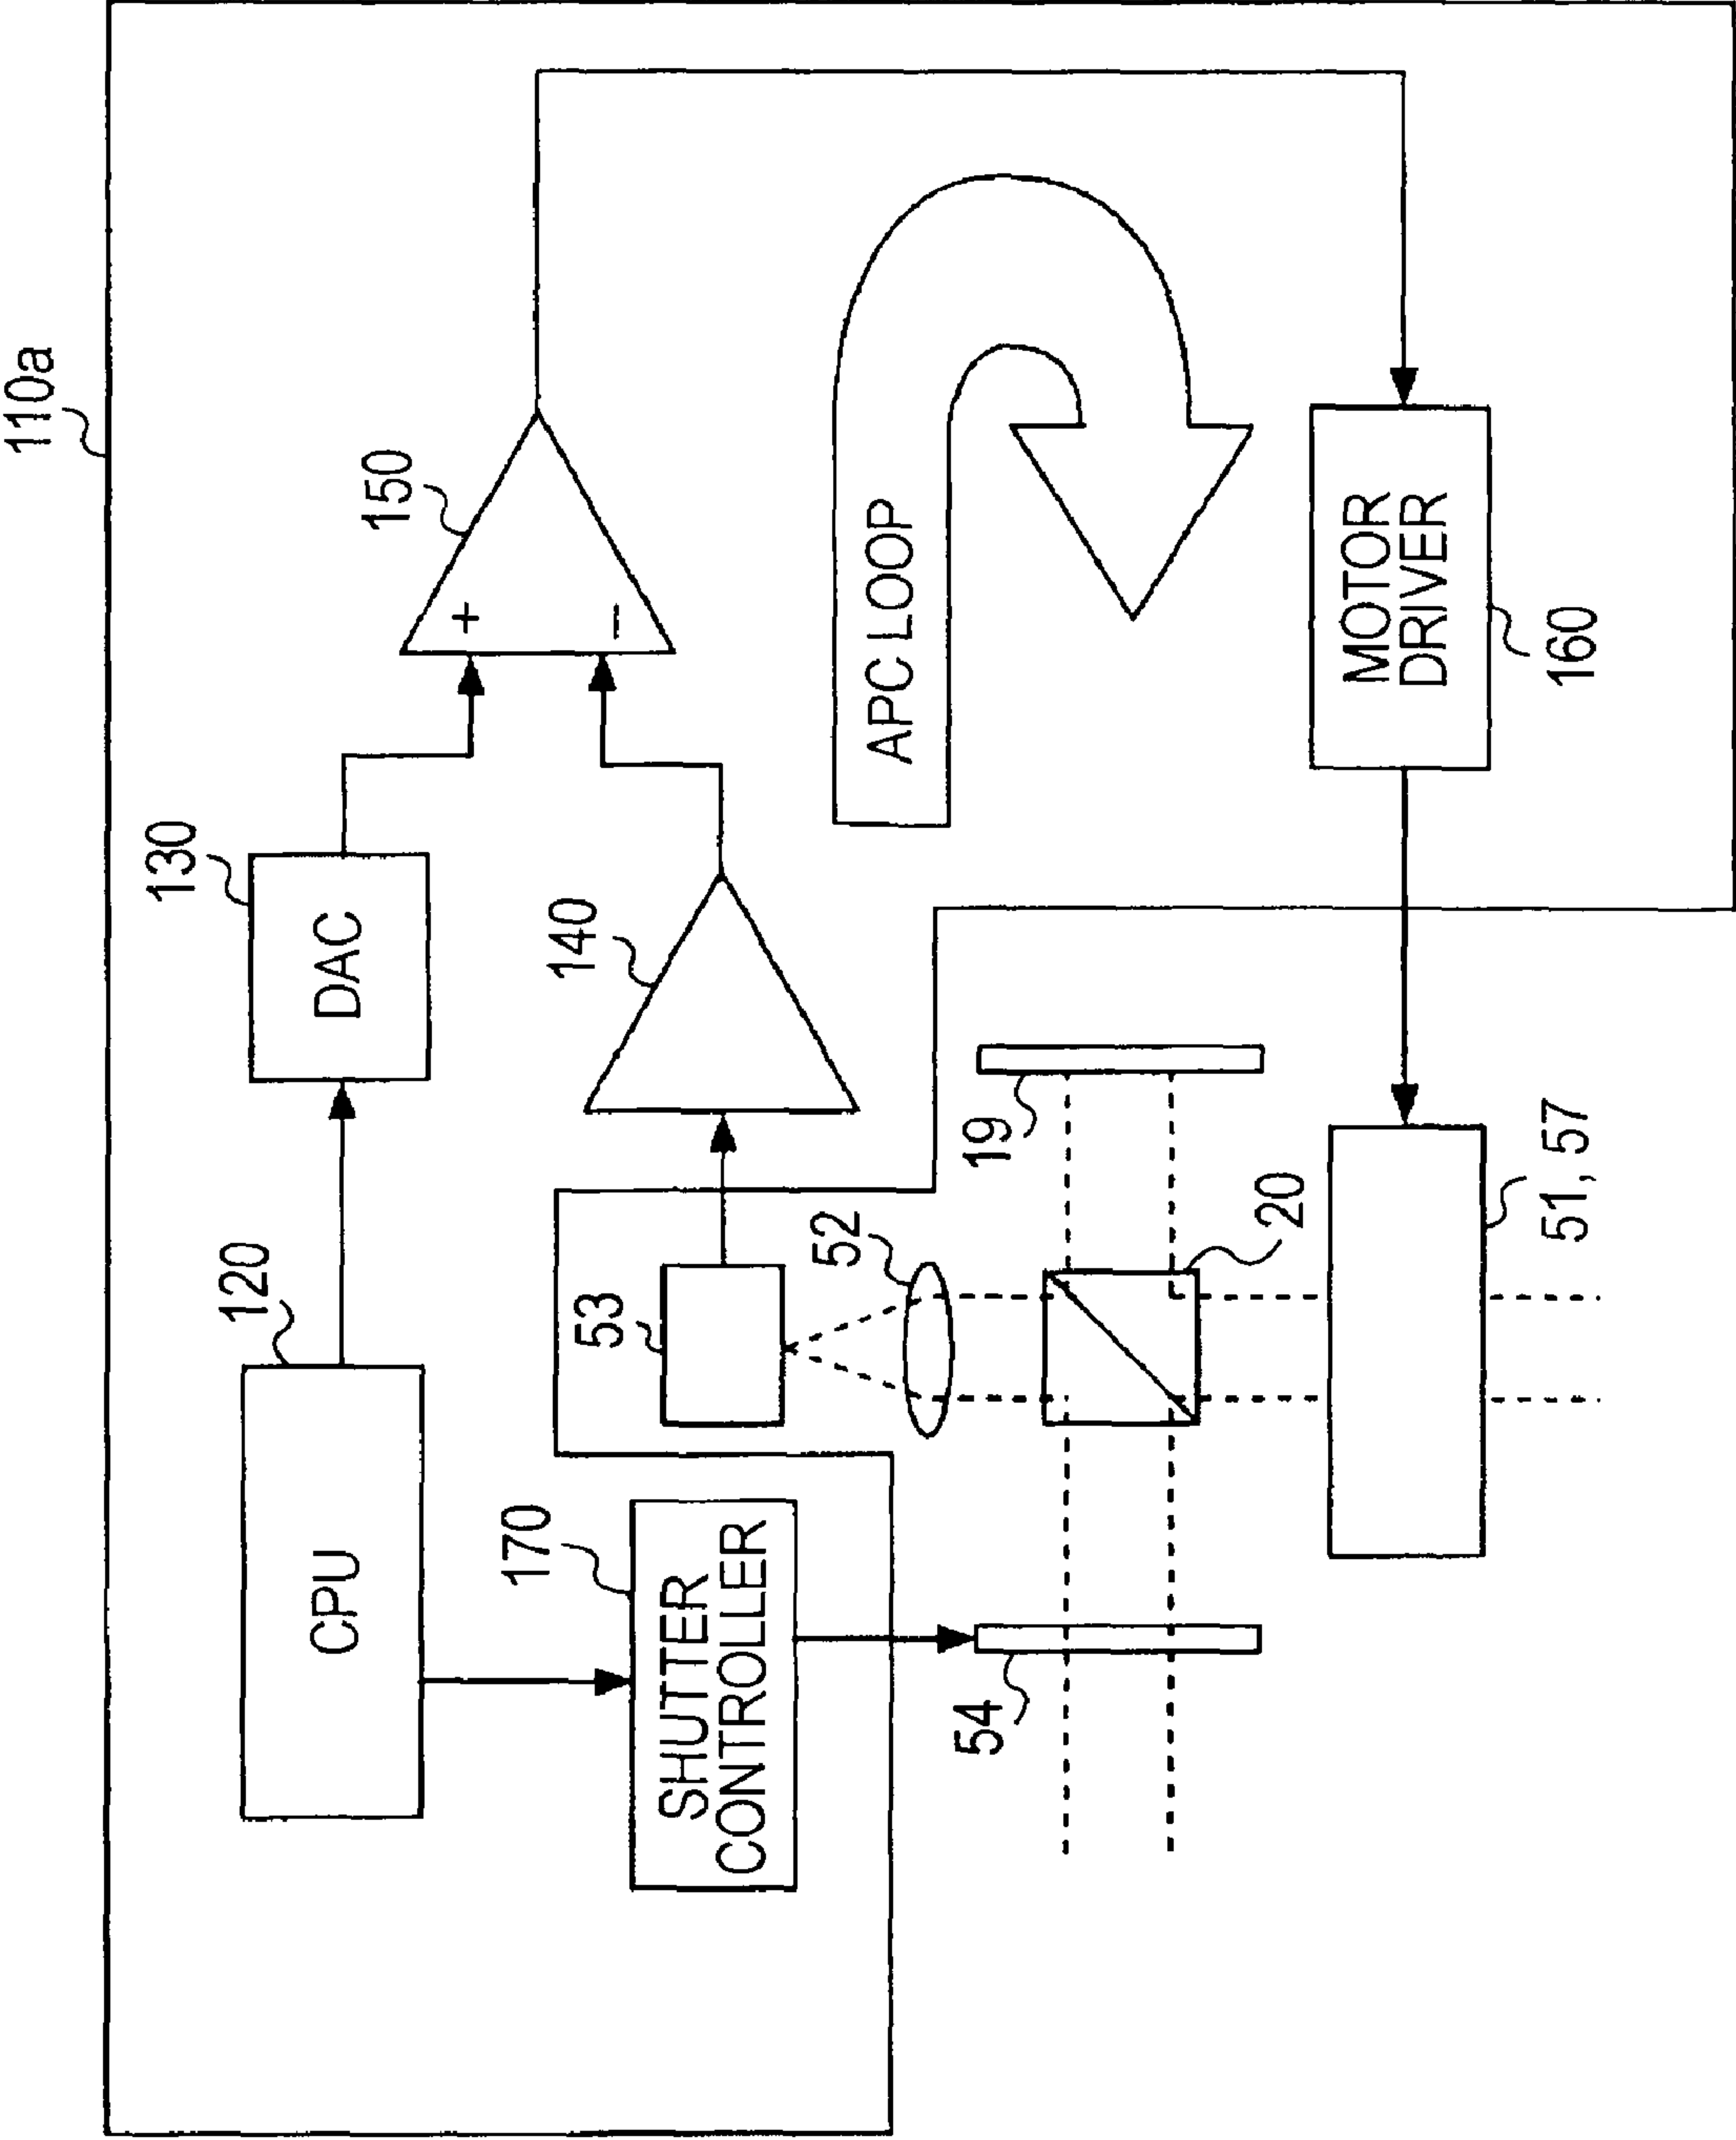 110a
120
CPU
130
DAC
150
+
−
140
170
SHUTTER
CONTROLLER
53
52
APC LOOP
54
19
20
MOTOR
DRIVER
160
51, 57